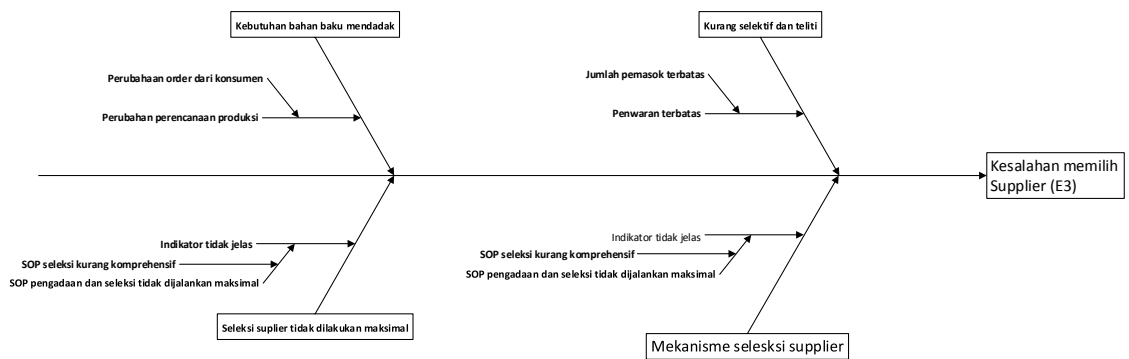 Kebutuhan bahan baku mendadak
Kurang selektif dan teliti
Perubahaan order dari konsumen
Jumlah pemasok terbatas
Perubahan perencanaan produksi
Penwaran terbatas
Kesalahan memilih
Supplier (E3)
Indikator tidak jelas
SOP seleksi kurang komprehensif
SOP pengadaan dan seleksi tidak dijalankan maksimal
Indikator tidak jelas
SOP seleksi kurang komprehensif
SOP pengadaan dan seleksi tidak dijalankan maksimal
Seleksi suplier tidak dilakukan maksimal
Mekanisme selesksi supplier